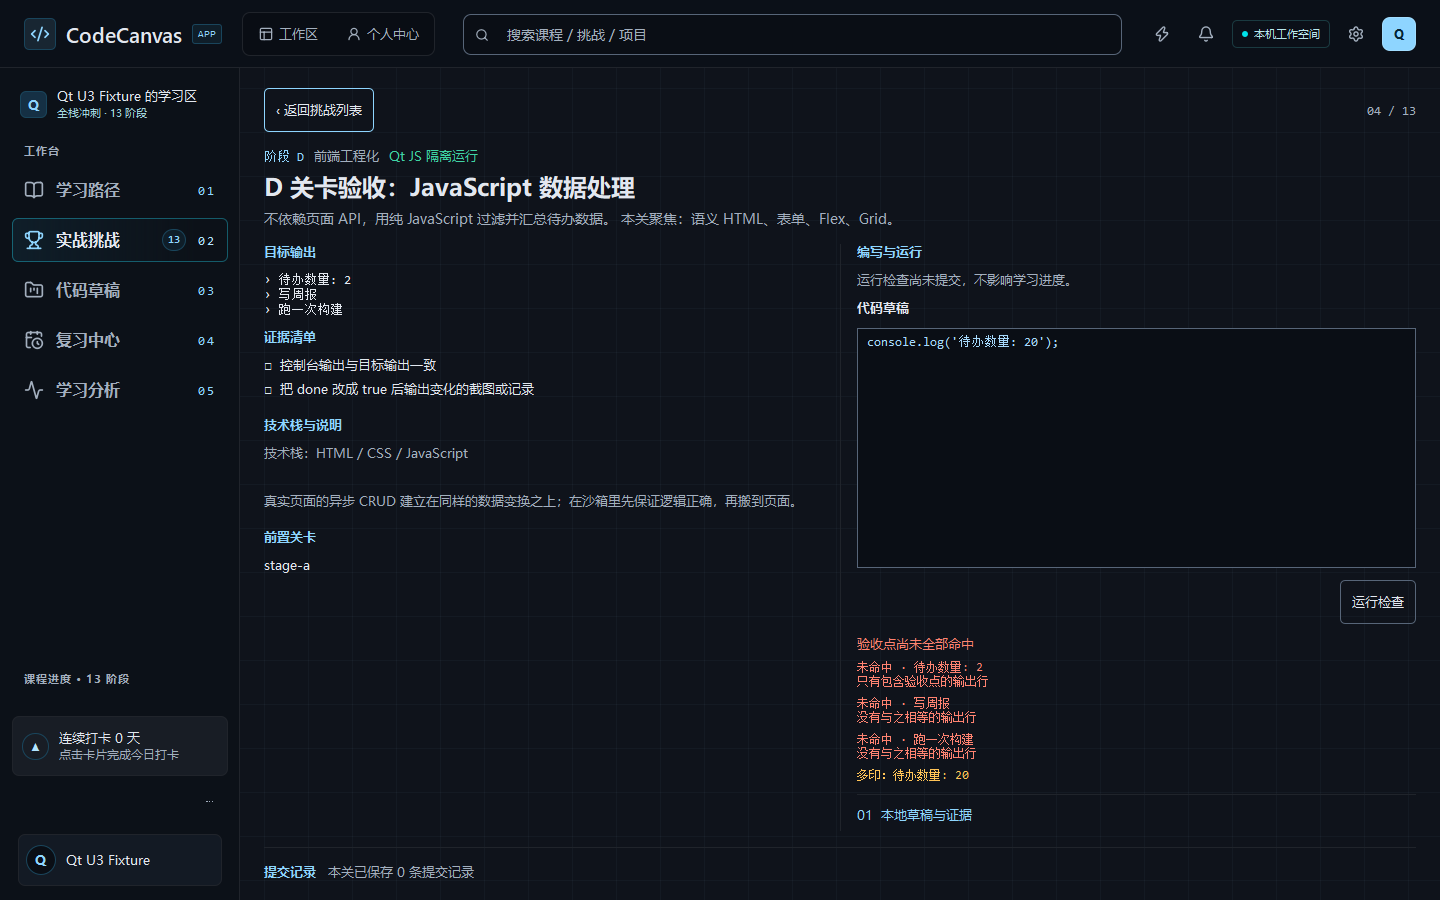 CodeCanvas APP
工作区
个人中心
搜索课程 / 挑战 / 项目
本机工作空间
Q
Q
Qt U3 Fixture 的学习区
全栈冲刺 · 13 阶段
工作台
学习路径 01
实战挑战 13 02
代码草稿 03
复习中心 04
学习分析 05
课程进度 • 13 阶段
连续打卡 0 天
点击卡片完成今日打卡
...
Q Qt U3 Fixture
‹ 返回挑战列表
04 / 13
阶段 D 前端工程化 Qt JS 隔离运行
D 关卡验收：JavaScript 数据处理
不依赖页面 API，用纯 JavaScript 过滤并汇总待办数据。 本关聚焦：语义 HTML、表单、Flex、Grid。
目标输出
› 待办数量: 2
› 写周报
› 跑一次构建
证据清单
□ 控制台输出与目标输出一致
□ 把 done 改成 true 后输出变化的截图或记录
技术栈与说明
技术栈：HTML / CSS / JavaScript
真实页面的异步 CRUD 建立在同样的数据变换之上；在沙箱里先保证逻辑正确，再搬到页面。
前置关卡
stage-a
编写与运行
运行检查尚未提交，不影响学习进度。
代码草稿
console.log('待办数量: 20');
运行检查
验收点尚未全部命中
未命中 · 待办数量: 2
只有包含验收点的输出行
未命中 · 写周报
没有与之相等的输出行
未命中 · 跑一次构建
没有与之相等的输出行
多印: 待办数量: 20
01 本地草稿与证据
提交记录 本关已保存 0 条提交记录